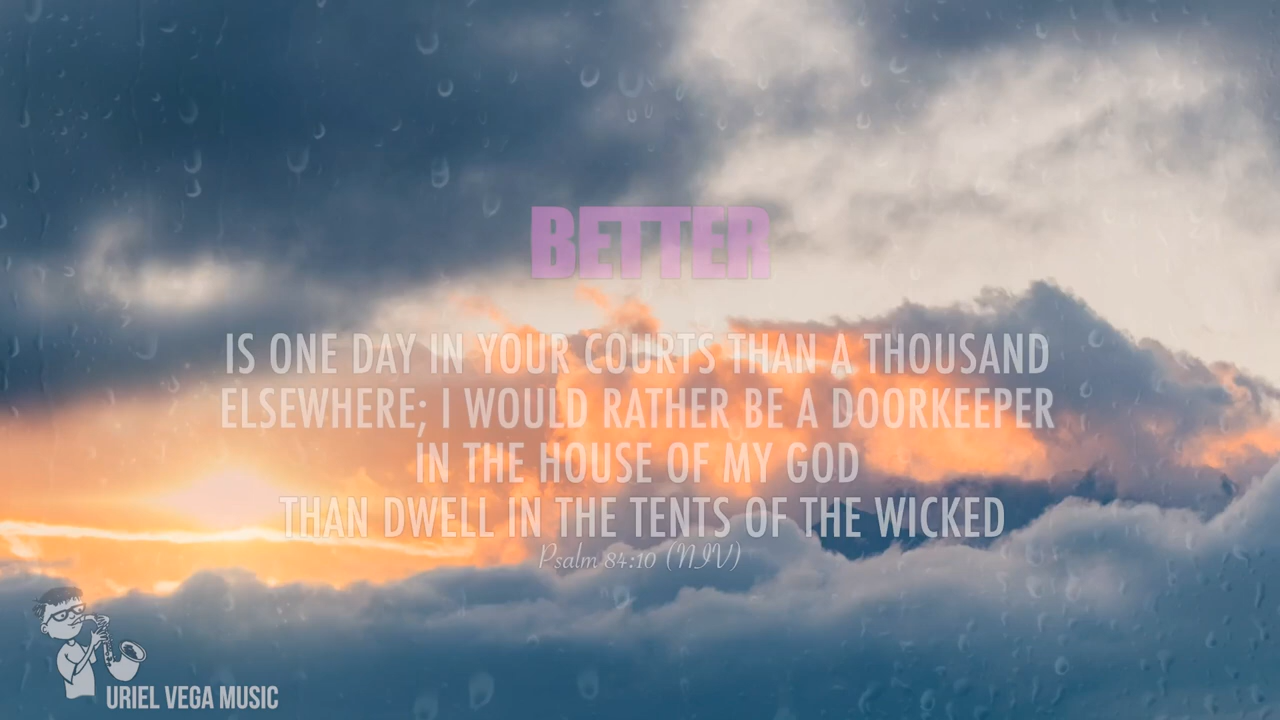 BETTER
IS ONE DAY IN YOUR COURTS THAN A THOUSAND
ELSEWHERE; I WOULD RATHER BE A DOORKEEPER
IN THE HOUSE OF MY GOD
THAN DWELL IN THE TENTS OF THE WICKED
Psalm 84:10 (NIV)
URIEL VEGA MUSIC